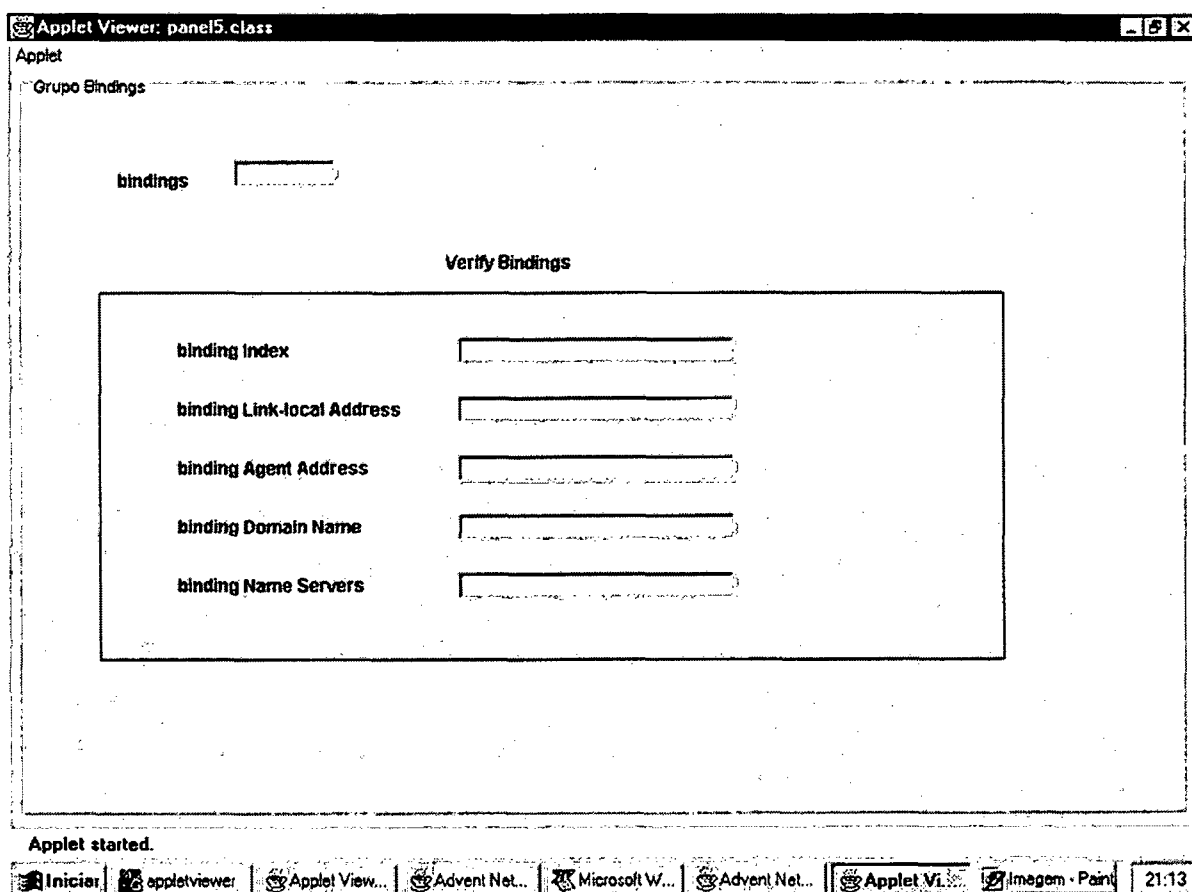 Applet Viewer: panel5.class
Applet
Grupo Bindings
bindings
Verify Bindings
binding Index
binding Link-local Address
binding Agent Address
binding Domain Name
binding Name Servers
Applet started.
Iniciar appletviewer Applet View... Advent Net... Microsoft W... Advent Net... Applet Vi... Imagem - Paint 21:13